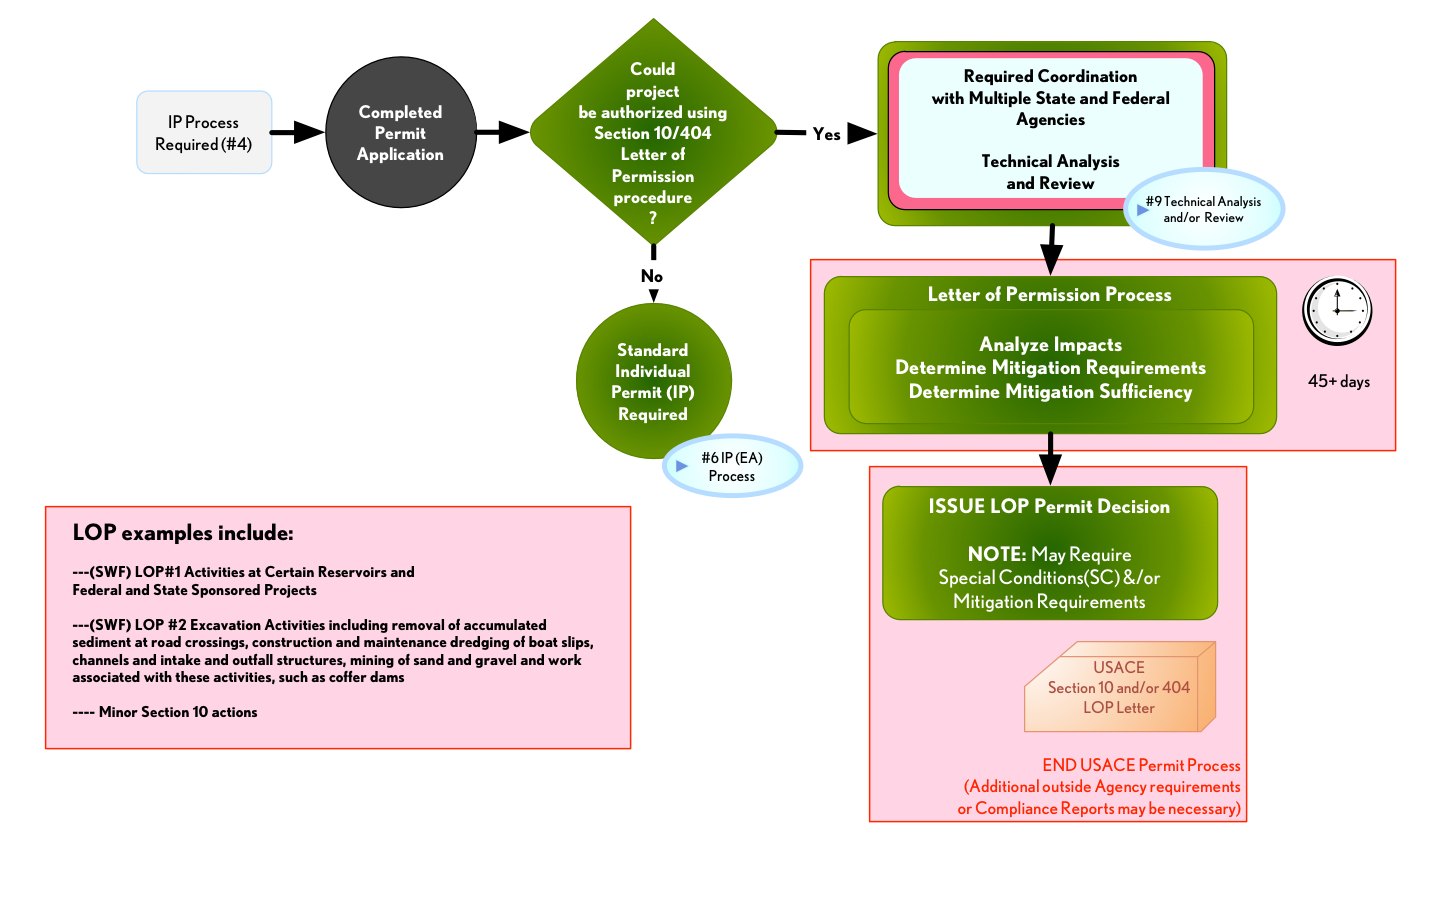 IP Process
Required (#4)
Completed
Permit
Application
Could
project
be authorized using
Section 10/404
Letter of
Permission
procedure
?
Yes
No
Required Coordination
with Multiple State and Federal
Agencies
Technical Analysis
and Review
#9 Technical Analysis
and/or Review
Standard
Individual
Permit (IP)
Required
#6 IP (EA)
Process
Letter of Permission Process
Analyze Impacts
Determine Mitigation Requirements
Determine Mitigation Sufficiency
45+ days
ISSUE LOP Permit Decision
NOTE: May Require
Special Conditions(SC) &/or
Mitigation Requirements
USACE
Section 10 and/or 404
LOP Letter
END USACE Permit Process
(Additional outside Agency requirements
or Compliance Reports may be necessary)
LOP examples include:
---(SWF) LOP#1 Activities at Certain Reservoirs and
Federal and State Sponsored Projects
---(SWF) LOP #2 Excavation Activities including removal of accumulated
sediment at road crossings, construction and maintenance dredging of boat slips,
channels and intake and outfall structures, mining of sand and gravel and work
associated with these activities, such as coffer dams
---- Minor Section 10 actions